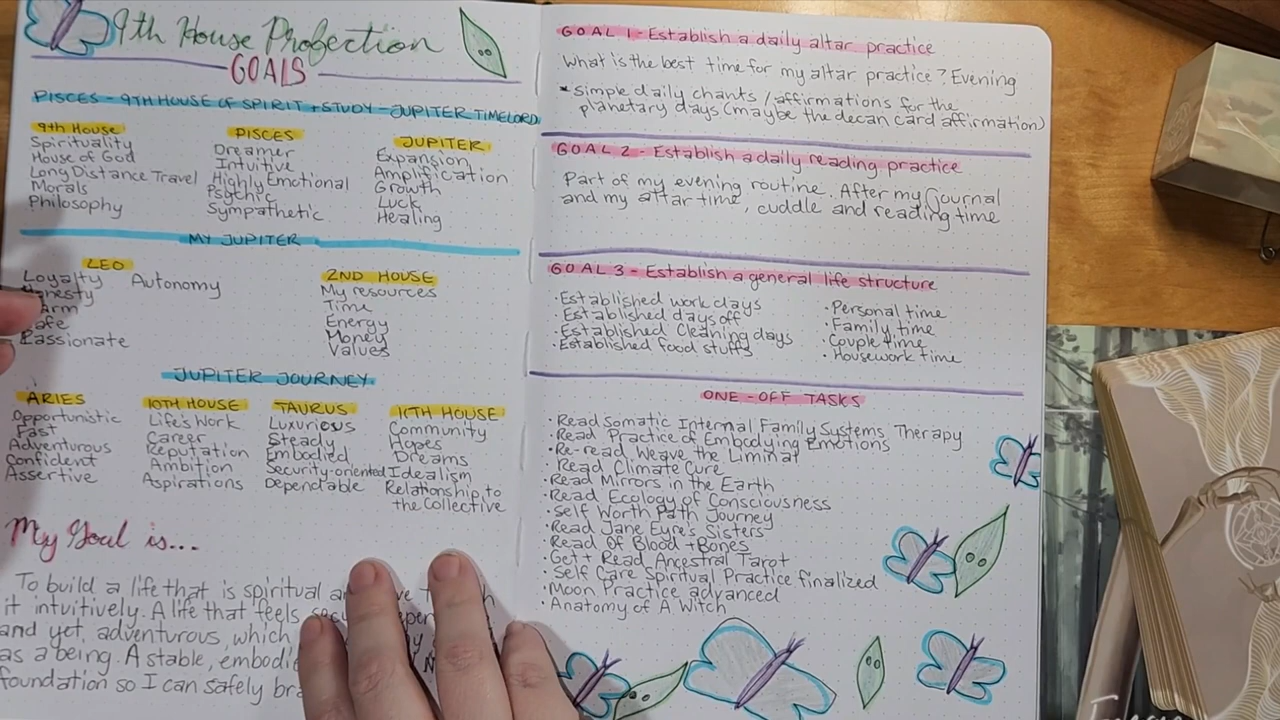 9th House Profection
GOALS
PISCES - 9TH HOUSE OF SPIRIT + STUDY - JUPITER TIMELORD
9th House
Spirituality
House of God
Long Distance Travel
Morals
Philosophy
PISCES
Dreamer
Intuitive
Highly Emotional
Psychic
Sympathetic
JUPITER
Expansion
Amplification
Growth
Luck
Healing
MY JUPITER
LEO
Loyalty Autonomy
Honesty
Safe
Passionate
2ND HOUSE
My resources
Time
Energy
Money
Values
JUPITER JOURNEY
ARIES
Opportunistic
Fast
Adventurous
Confident
Assertive
10TH HOUSE
Life's Work
Career
Reputation
Ambition
Aspirations
TAURUS
Luxurious
Steady
Embodied
Security-oriented
Dependable
11TH HOUSE
Community
Hopes
Dreams
Idealism
Relationship to
the Collective
My Goal is...
To build a life that is spiritual
it intuitively. A life that feels
and yet, adventurous, which
as a being. A stable,
foundation so I can safely
GOAL 1 - Establish a daily altar practice
What is the best time for my altar practice? Evening
* simple daily chants / affirmations for the
planetary days (maybe the decan card affirmation)
GOAL 2 - Establish a daily reading practice
Part of my evening routine. After my journal
and my altar time, cuddle and reading time
GOAL 3 - Establish a general life structure
· Established work days
· Established days off
· Established Cleaning days
· Established food stuffs
· Personal time
· Family time
· Couple time
· Housework time
ONE-OFF TASKS
· Read Somatic Internal Family Systems Therapy
· Read Practice of Embodying Emotions
· Re-read Weave the Liminal
· Read Climate Cure
· Read Mirrors in the Earth
· Read Ecology of Consciousness
· Self Worth Path Journey
· Read Jane Eyre's Sisters
· Read Of Blood + Bones
· Get + Read Ancestral Tarot
· Self Care Spiritual Practice finalized
· Moon Practice advanced
· Anatomy of A Witch